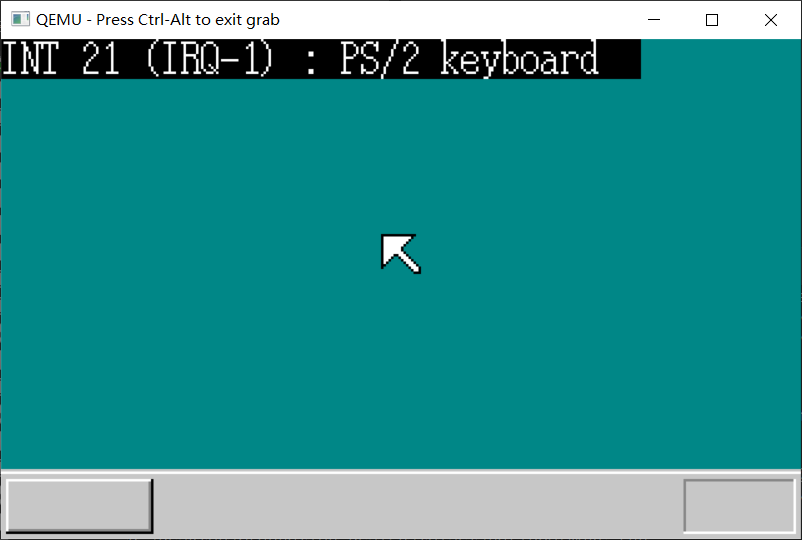 QEMU - Press Ctrl-Alt to exit grab
INT 21 (IRQ-1) : PS/2 keyboard